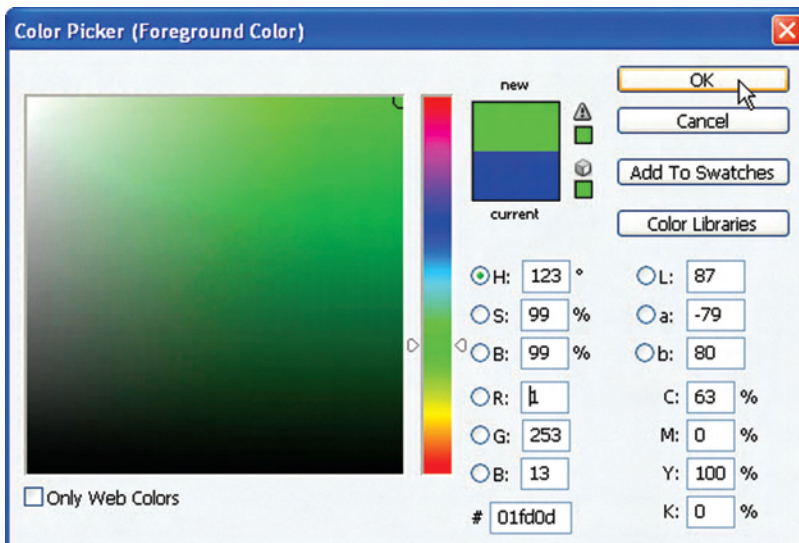 Color Picker (Foreground Color)
new
current
OK
Cancel
Add To Swatches
Color Libraries
H: 123 °
S: 99 %
B: 99 %
R: 1
G: 253
B: 13
# 01fd0d
L: 87
a: -79
b: 80
C: 63 %
M: 0 %
Y: 100 %
K: 0 %
Only Web Colors